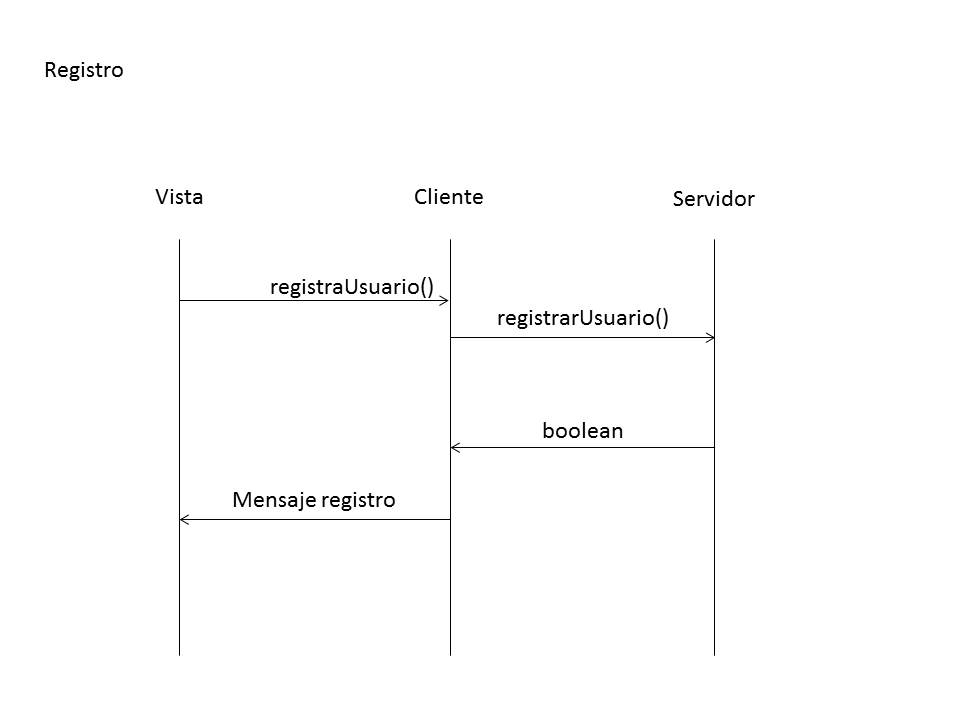 Registro
Vista
Cliente
Servidor
registraUsuario()
registrarUsuario()
boolean
Mensaje registro